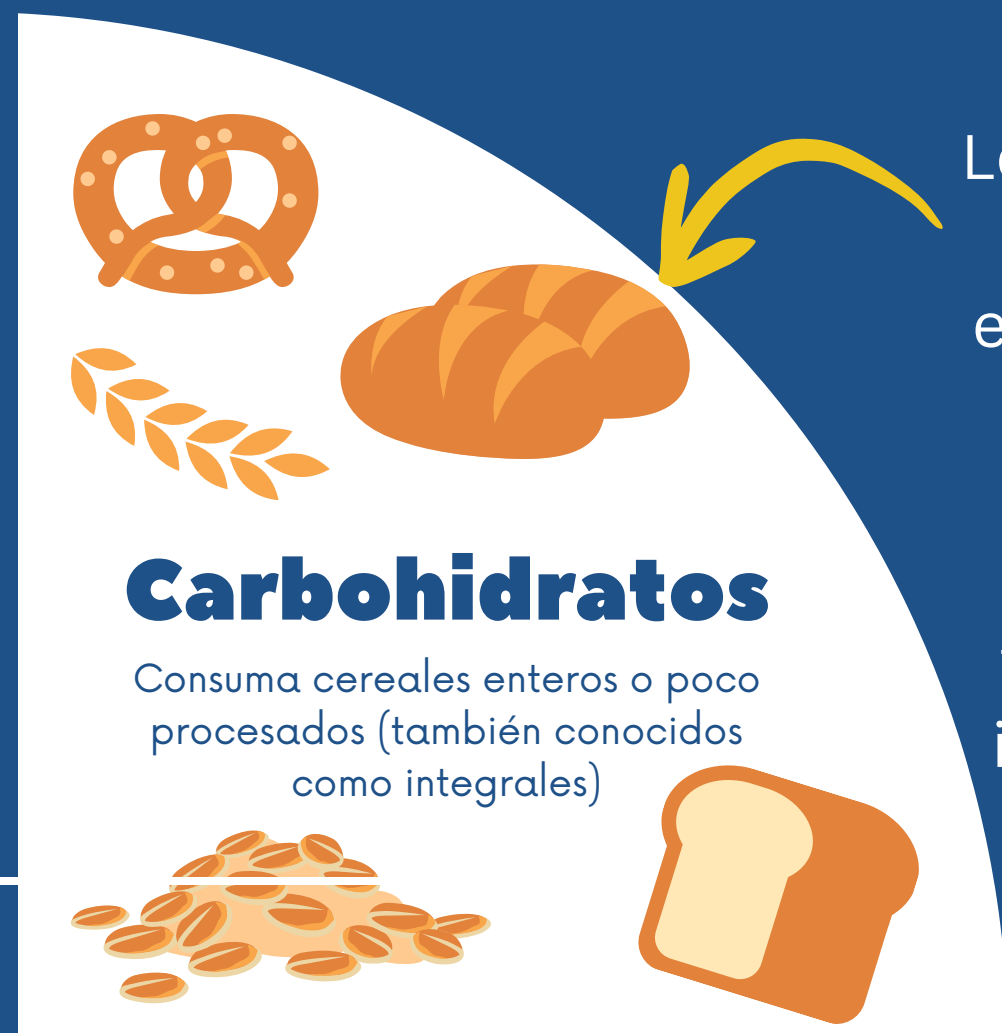 Carbohidratos
Consuma cereales enteros o poco
procesados (también conocidos
como integrales)